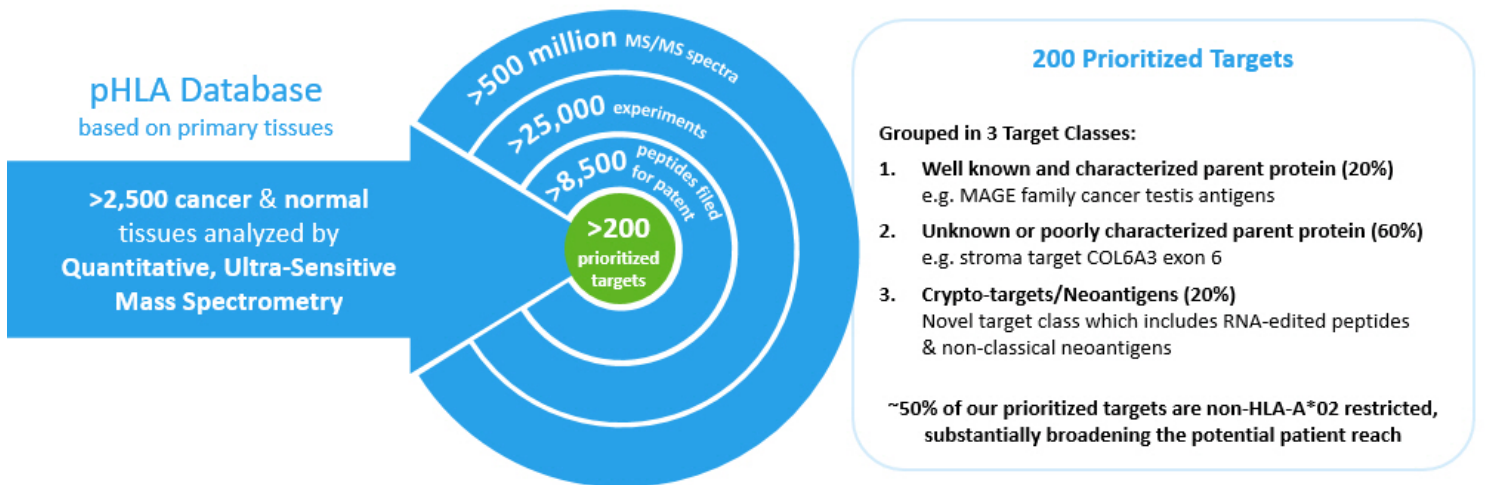 pHLA Database
based on primary tissues
>2,500 cancer & normal
tissues analyzed by
Quantitative, Ultra-Sensitive
Mass Spectrometry
>500 million MS/MS spectra
>25,000 experiments
>8,500 peptides filed
for patent
>200
prioritized
targets
200 Prioritized Targets
Grouped in 3 Target Classes:
1. Well known and characterized parent protein (20%)
e.g. MAGE family cancer testis antigens
2. Unknown or poorly characterized parent protein (60%)
e.g. stroma target COL6A3 exon 6
3. Crypto-targets/Neoantigens (20%)
Novel target class which includes RNA-edited peptides
& non-classical neoantigens
~50% of our prioritized targets are non-HLA-A*02 restricted,
substantially broadening the potential patient reach